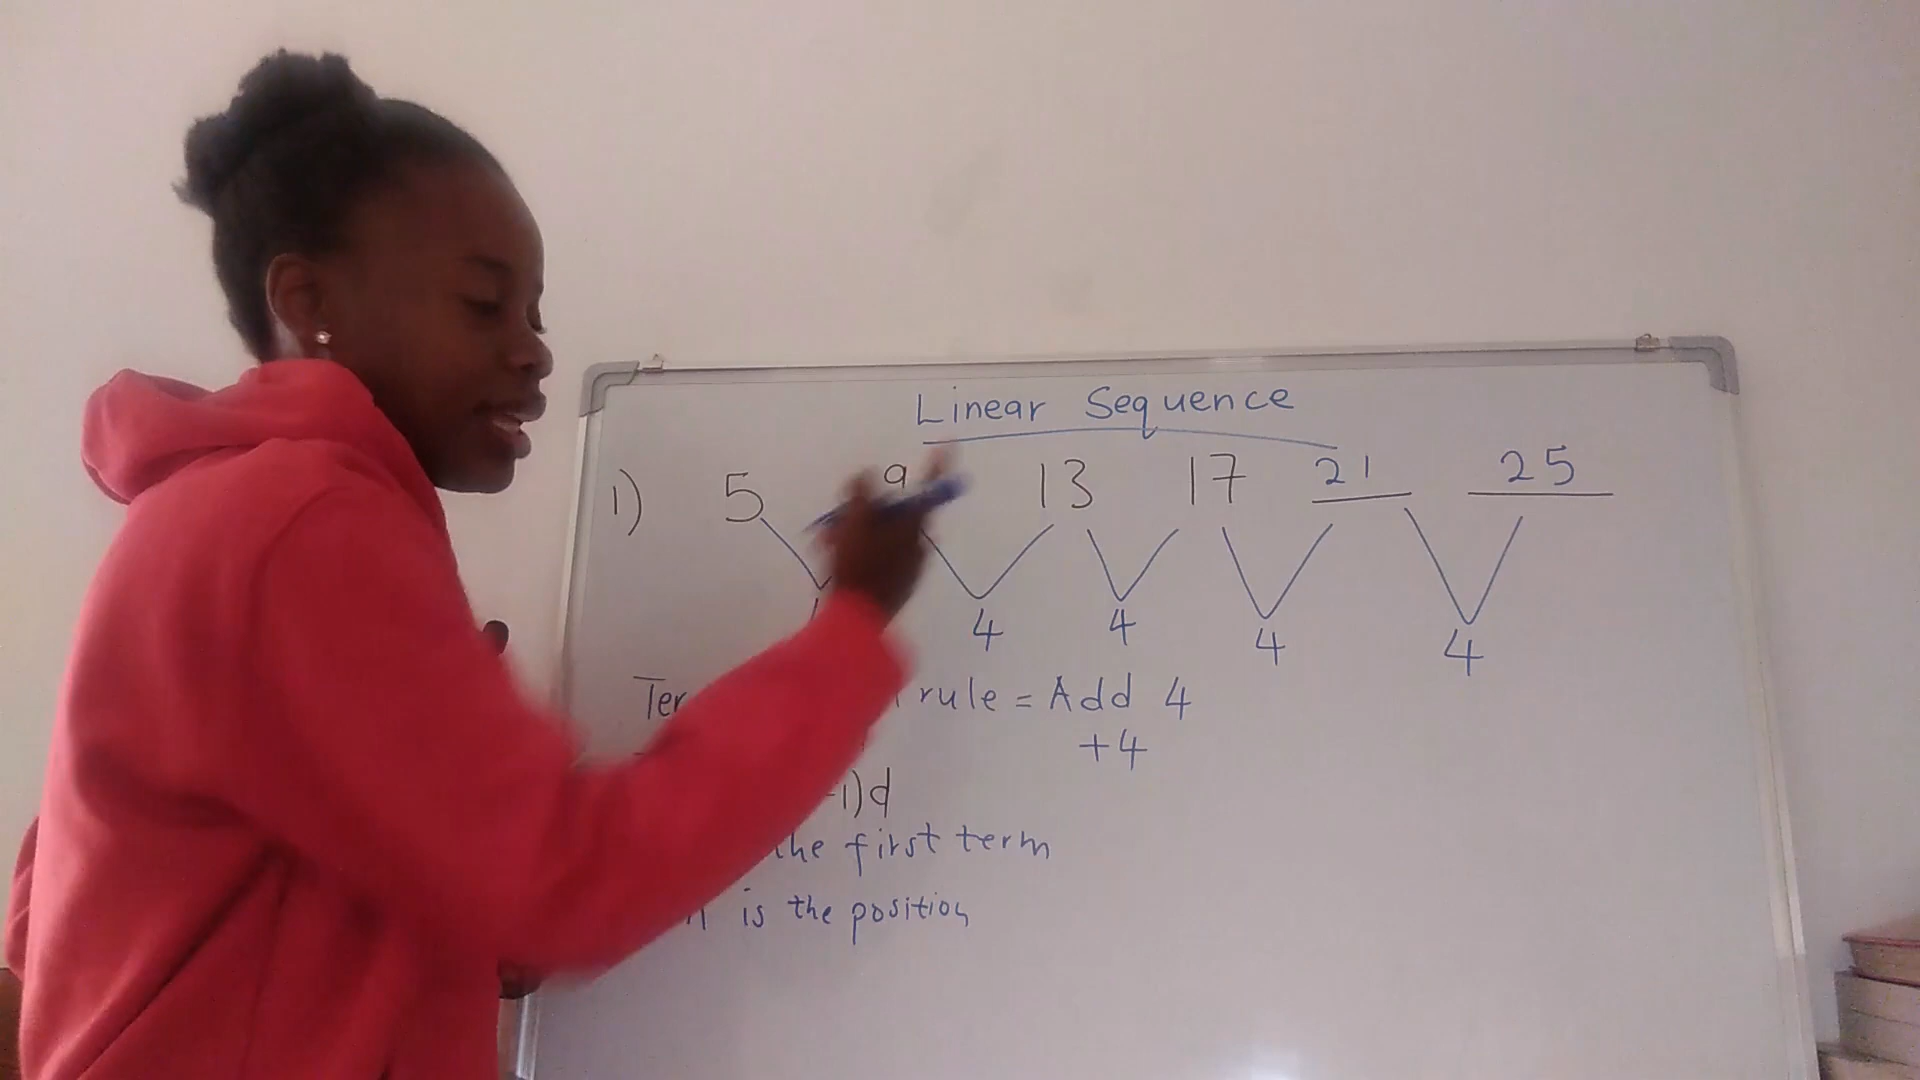 Linear Sequence
1) 5 9 13 17 21 25
4 4 4 4
rule = Add 4
+4
1)d
the first term
is the position